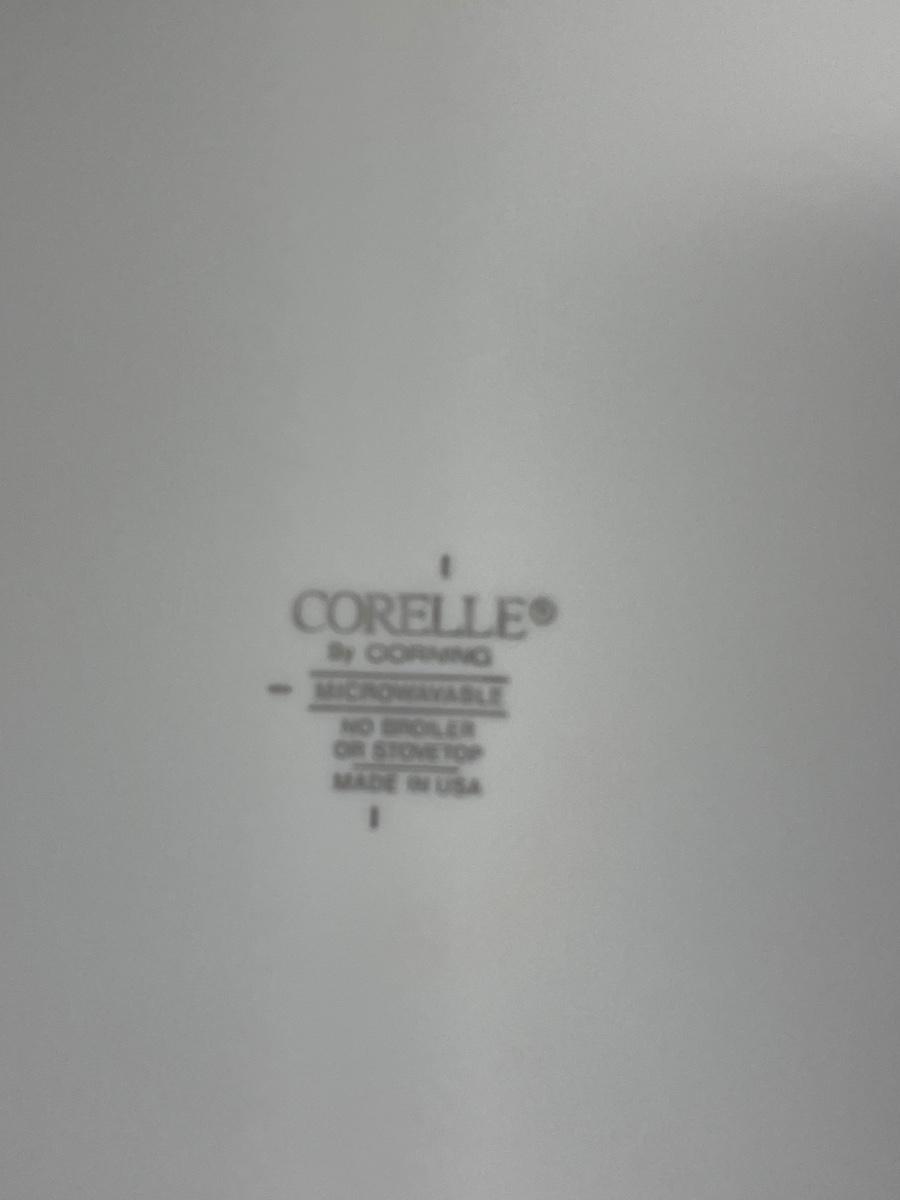 CORELLE®
By CORNING
MICROWAVABLE
NO BROILER
OR STOVETOP
MADE IN USA